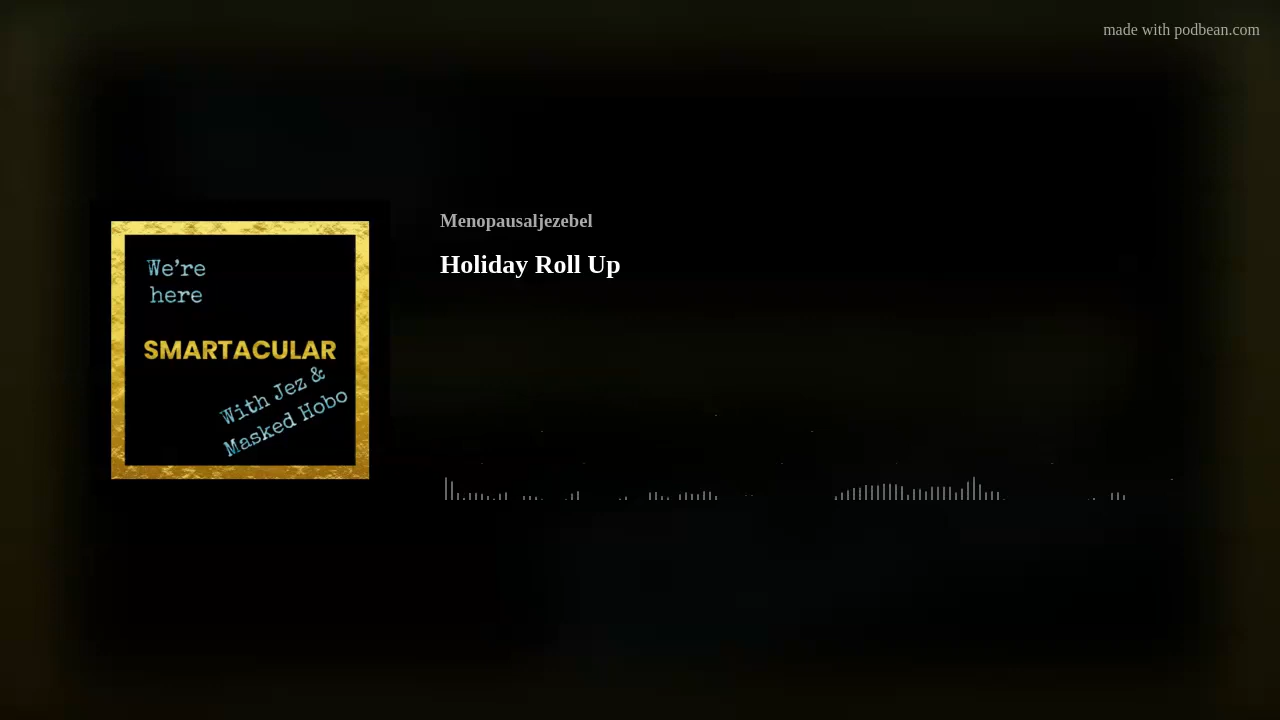 made with podbean.com
Menopausaljezebel
Holiday Roll Up
We're
here
SMARTACULAR
With Jez &
Masked Hobo